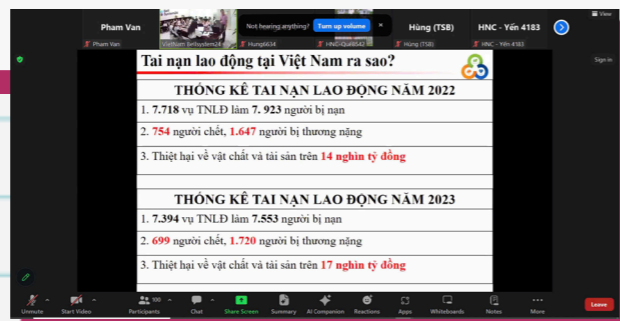 View
Pham Van
Not hearing anything?
Turn up volume
×
Hùng (TSB)
HNC - Yến 4183
Pham Van
Vietnam Betsystem24
Hung6634
Hùng (TSB)
HNC - Yến 4183
Sign in
Tai nạn lao động tại Việt Nam ra sao?
THỐNG KÊ TAI NẠN LAO ĐỘNG NĂM 2022
1. 7.718 vụ TNLĐ làm 7. 923 người bị nạn
2. 754 người chết, 1.647 người bị thương nặng
3. Thiệt hại về vật chất và tài sản trên 14 nghìn tỷ đồng
THỐNG KÊ TAI NẠN LAO ĐỘNG NĂM 2023
1. 7.394 vụ TNLĐ làm 7.553 người bị nạn
2. 699 người chết, 1.720 người bị thương nặng
3. Thiệt hại về vật chất và tài sản trên 17 nghìn tỷ đồng
100
Unmute
Start Video
Participants
Chat
Share Screen
Summary
AI Companion
Reactions
Apps
Whiteboards
Notes
More
Leave